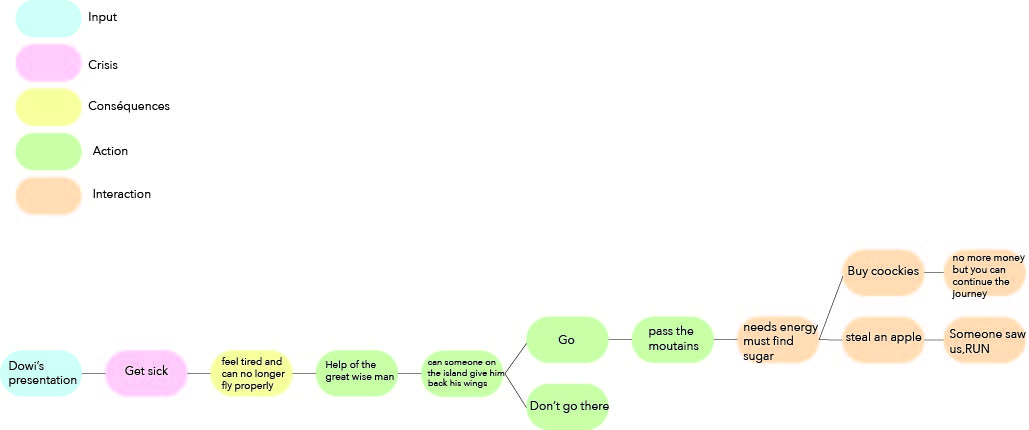 Input
Crisis
Conséquences
Action
Interaction
Dowi's
presentation
Get sick
feel tired and
can no longer
fly properly
Help of the
great wise man
can someone on
the island give him
back his wings
Go
Don't go there
pass the
moutains
needs energy
must find
sugar
Buy coockies
no more money
but you can
continue the
journey
steal an apple
Someone saw
us,RUN